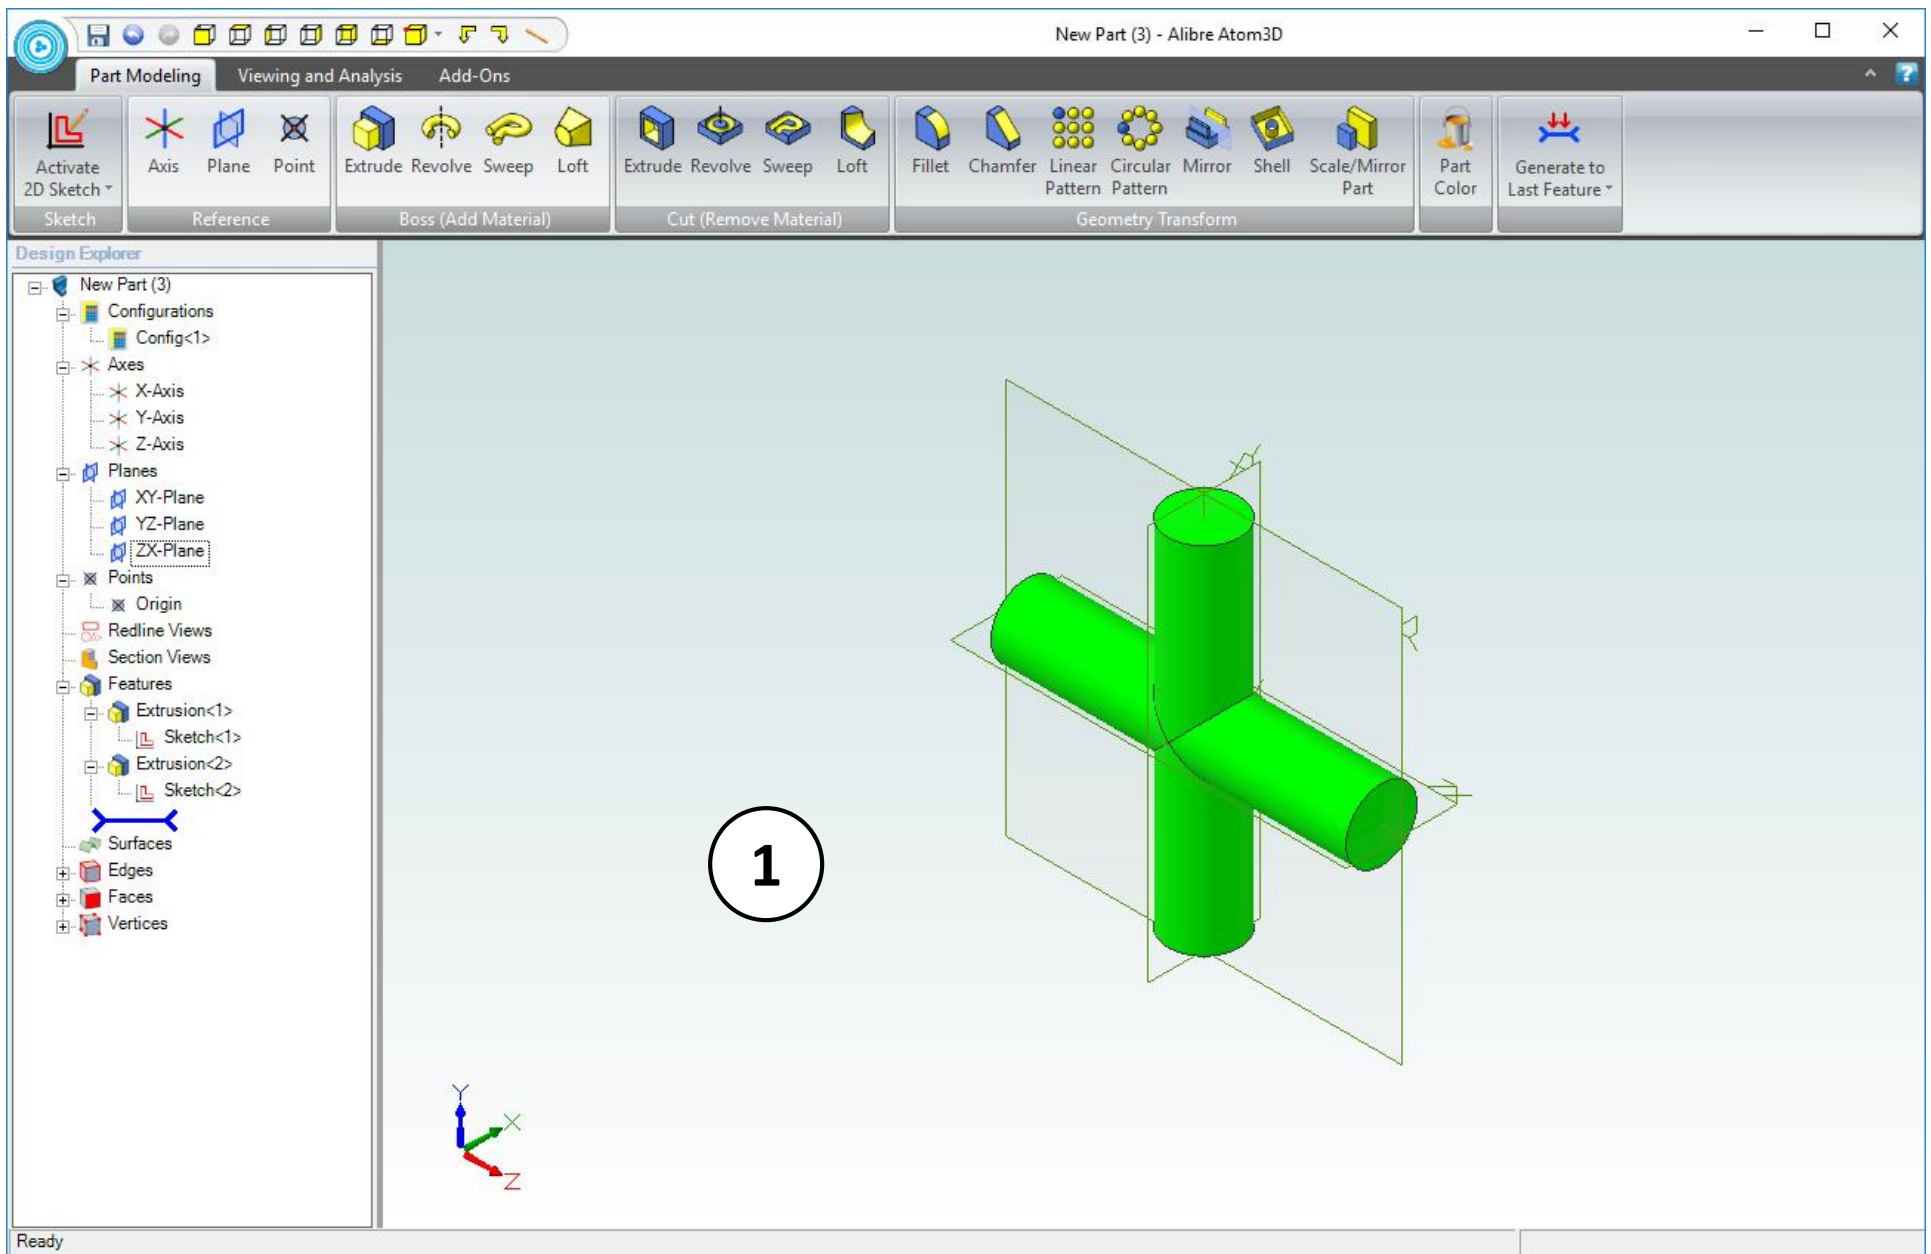 New Part (3) - Alibre Atom3D
Part Modeling Viewing and Analysis Add-Ons
Activate
2D Sketch
Axis Plane Point
Extrude Revolve Sweep Loft
Extrude Revolve Sweep Loft
Fillet Chamfer Linear
Pattern Circular
Pattern Mirror Shell Scale/Mirror
Part
Part
Color
Generate to
Last Feature
Sketch Reference Boss (Add Material) Cut (Remove Material) Geometry Transform
Design Explorer
New Part (3)
Configurations
Config<1>
Axes
X-Axis
Y-Axis
Z-Axis
Planes
XY-Plane
YZ-Plane
ZX-Plane
Points
Origin
Redline Views
Section Views
Features
Extrusion<1>
Sketch<1>
Extrusion<2>
Sketch<2>
Surfaces
Edges
Faces
Vertices
1
Y
X
Z
Ready